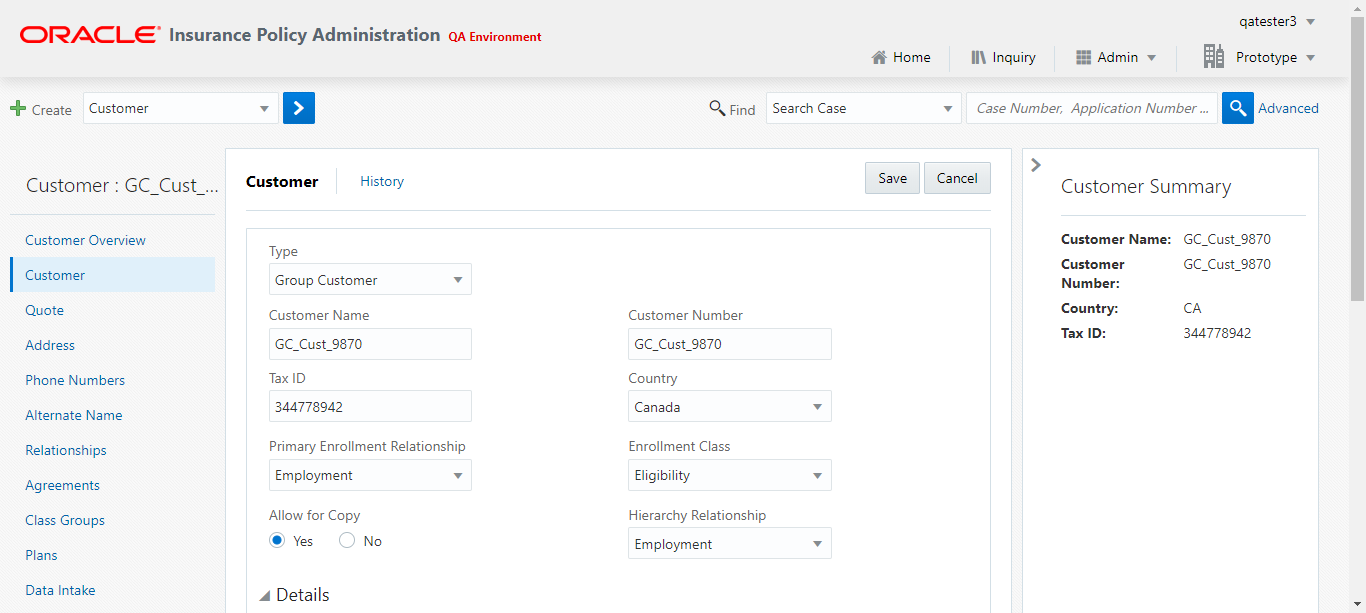 qatester3
ORACLE Insurance Policy Administration QA Environment
Home Inquiry Admin Prototype
Create Customer Find Search Case Case Number, Application Number ... Advanced
Customer : GC_Cust_...
Customer Overview
Customer
Quote
Address
Phone Numbers
Alternate Name
Relationships
Agreements
Class Groups
Plans
Data Intake
Customer History Save Cancel
Type
Group Customer
Customer Name Customer Number
GC_Cust_9870 GC_Cust_9870
Tax ID Country
344778942 Canada
Primary Enrollment Relationship Enrollment Class
Employment Eligibility
Allow for Copy Hierarchy Relationship
Yes No Employment
Details
Customer Summary
Customer Name: GC_Cust_9870
Customer GC_Cust_9870
Number:
Country: CA
Tax ID: 344778942